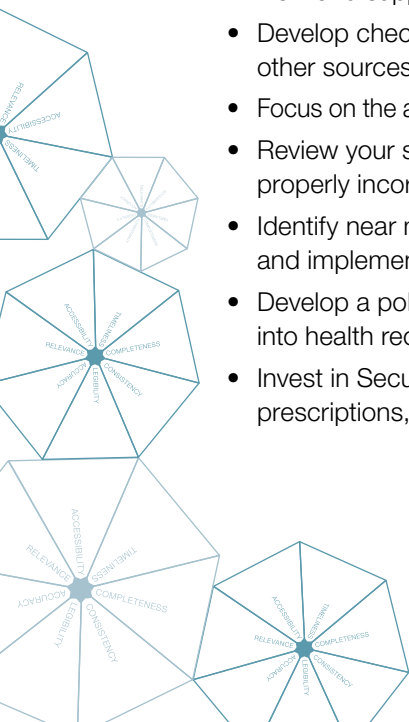 • Develop chec
other sources
• Focus on the a
• Review your s
properly incor
• Identify near
and implemen
• Develop a pol
into health rec
• Invest in Secu
prescriptions,
RELEVANCE
ACCESSIBILITY
TIMELINESS
ACCESSIBILITY
TIMELINESS
RELEVANCE
COMPLETENESS
ACCURACY
LEGIBILITY
CONSISTENCY
ACCESSIBILITY
TIMELINESS
RELEVANCE
COMPLETENESS
ACCURACY
LEGIBILITY
CONSISTENCY
ACCESSIBILITY
TIMELINESS
RELEVANCE
COMPLETENESS
ACCURACY
LEGIBILITY
CONSISTENCY